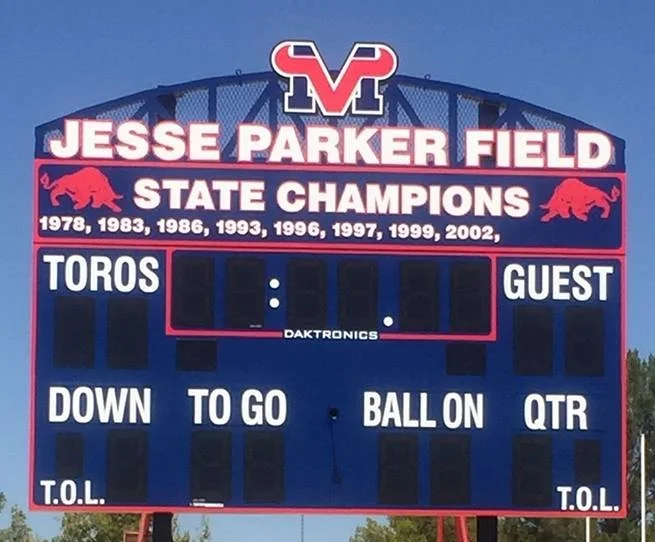 MV
JESSE PARKER FIELD
STATE CHAMPIONS
1978, 1983, 1986, 1993, 1996, 1997, 1999, 2002,
TOROS
GUEST
DAKTRONICS
DOWN TO GO BALL ON QTR
T.O.L. T.O.L.